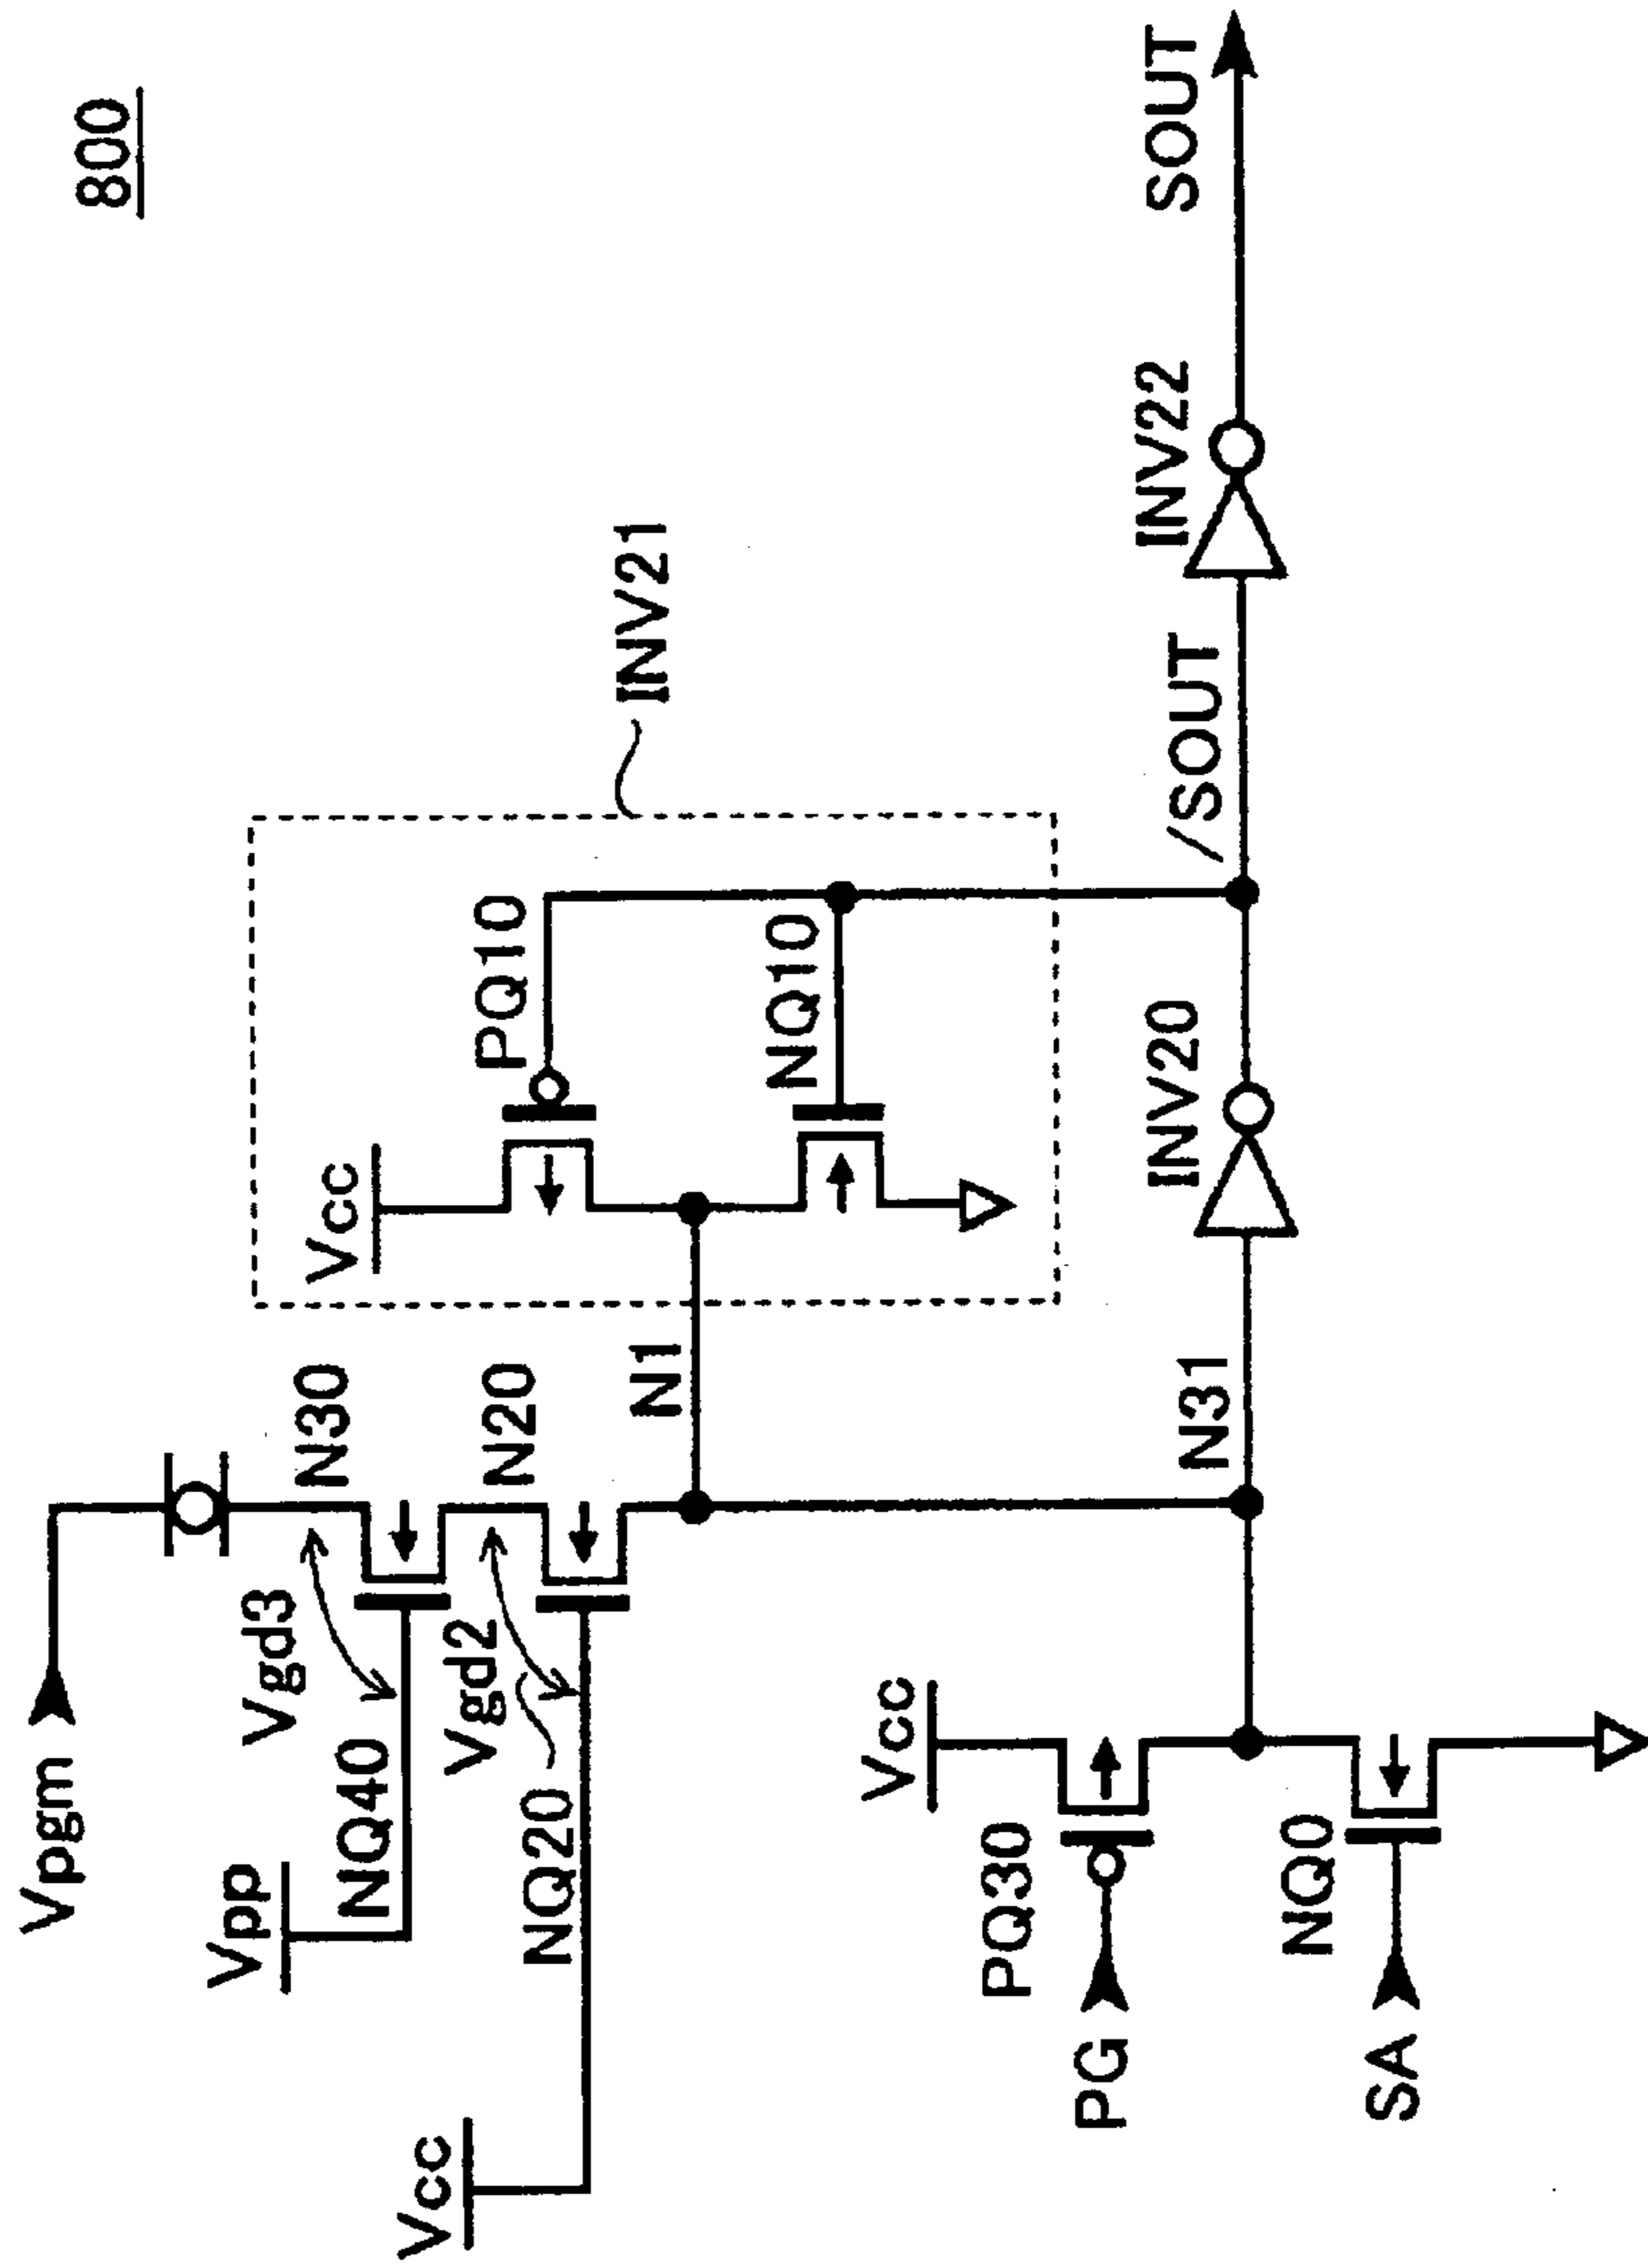 800
Vpgm
Vpp
Vgd3
N30
NQ40
Vgd2
N20
NQ20
Vcc
N1
Vcc
PQ10
NQ10
INV21
Vcc
PQ30
PG
NQ0
SA
N31
INV20
/SOUT
INV22
SOUT